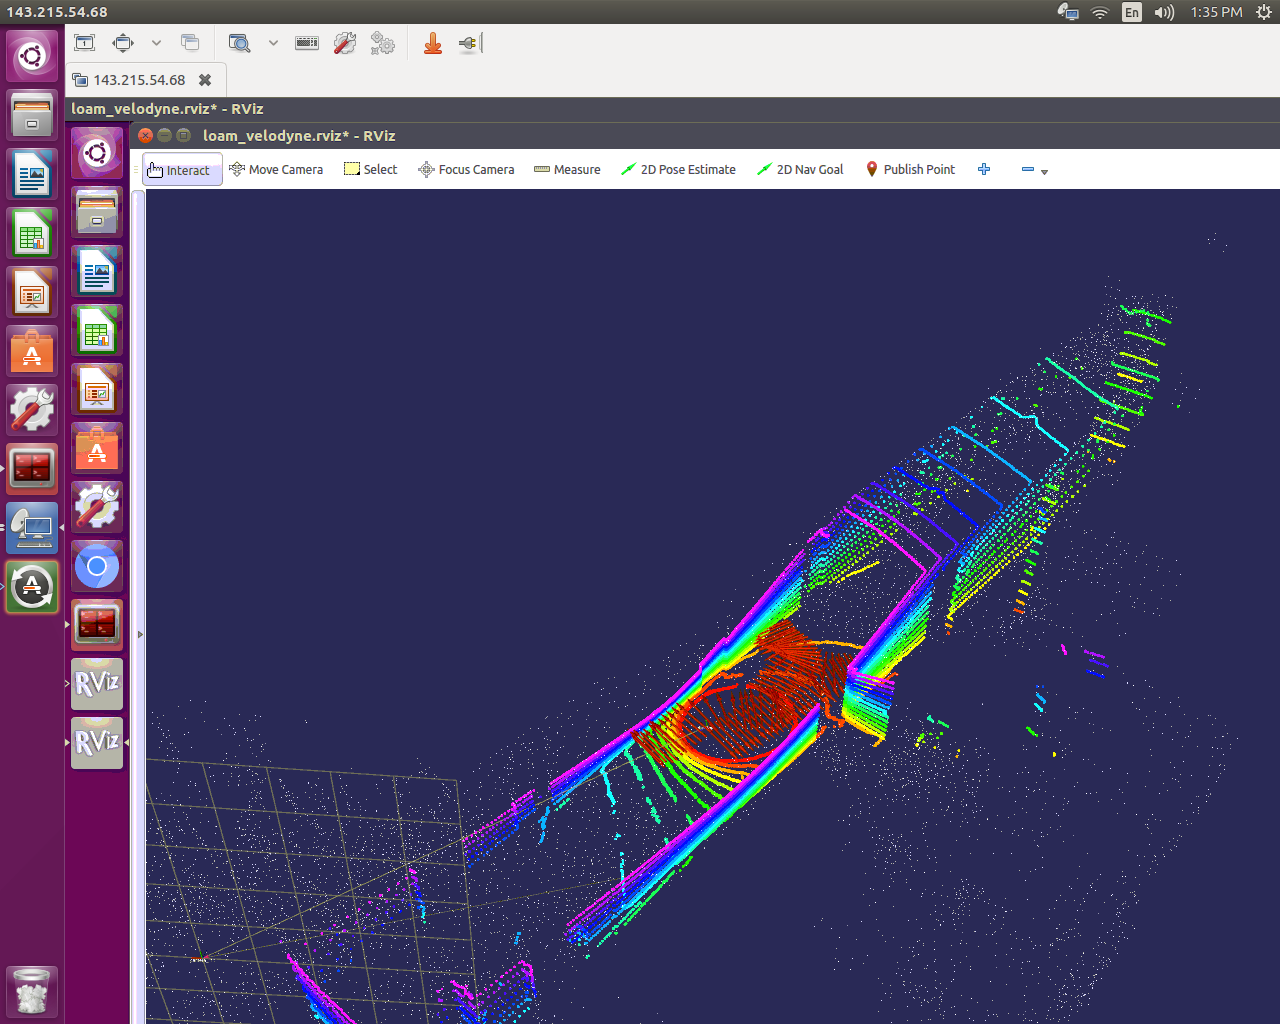 143.215.54.68
En
1:35 PM
143.215.54.68
loam_velodyne.rviz* - RViz
loam_velodyne.rviz* - RViz
Interact
Move Camera
Select
Focus Camera
Measure
2D Pose Estimate
2D Nav Goal
Publish Point
RViz
RViz